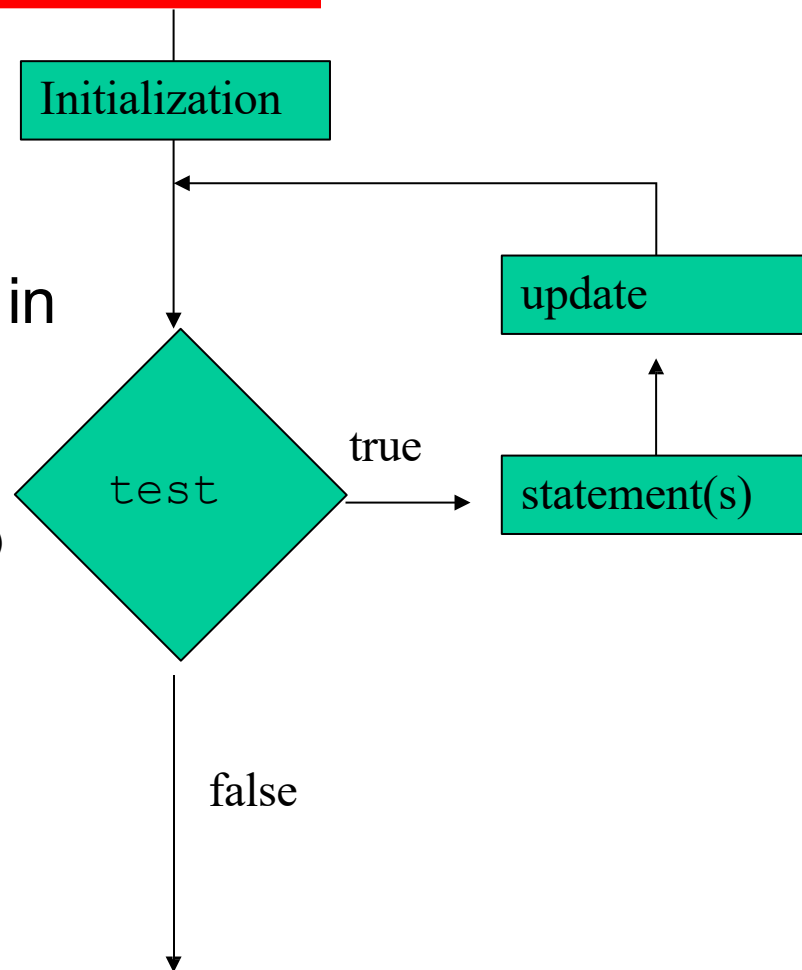 Initialization
in
update
true
test
statement(s)
)
false